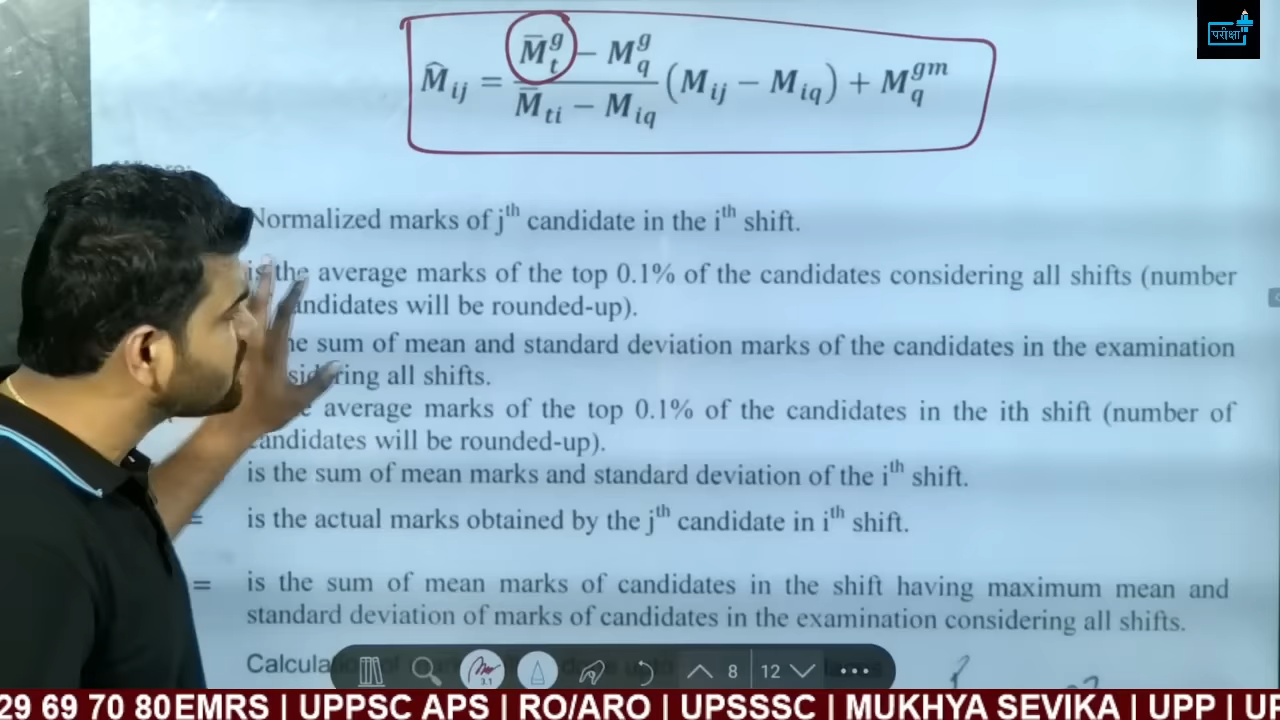 परीक्षा
M̂ij = (M̄tᵍ − Mqᵍ) / (M̄ti − Miq) (Mij − Miq) + Mqᵍᵐ
Normalized marks of jᵗʰ candidate in the iᵗʰ shift.
is the average marks of the top 0.1% of the candidates considering all shifts (number
candidates will be rounded-up).
sum of mean and standard deviation marks of the candidates in the examination
all shifts.
average marks of the top 0.1% of the candidates in the ith shift (number of
candidates will be rounded-up).
is the sum of mean marks and standard deviation of the iᵗʰ shift.
= is the actual marks obtained by the jᵗʰ candidate in iᵗʰ shift.
= is the sum of mean marks of candidates in the shift having maximum mean and
standard deviation of marks of candidates in the examination considering all shifts.
3.1 8 12
29 69 70 80 EMRS | UPPSC APS | RO/ARO | UPSSSC | MUKHYA SEVIKA | UPP |